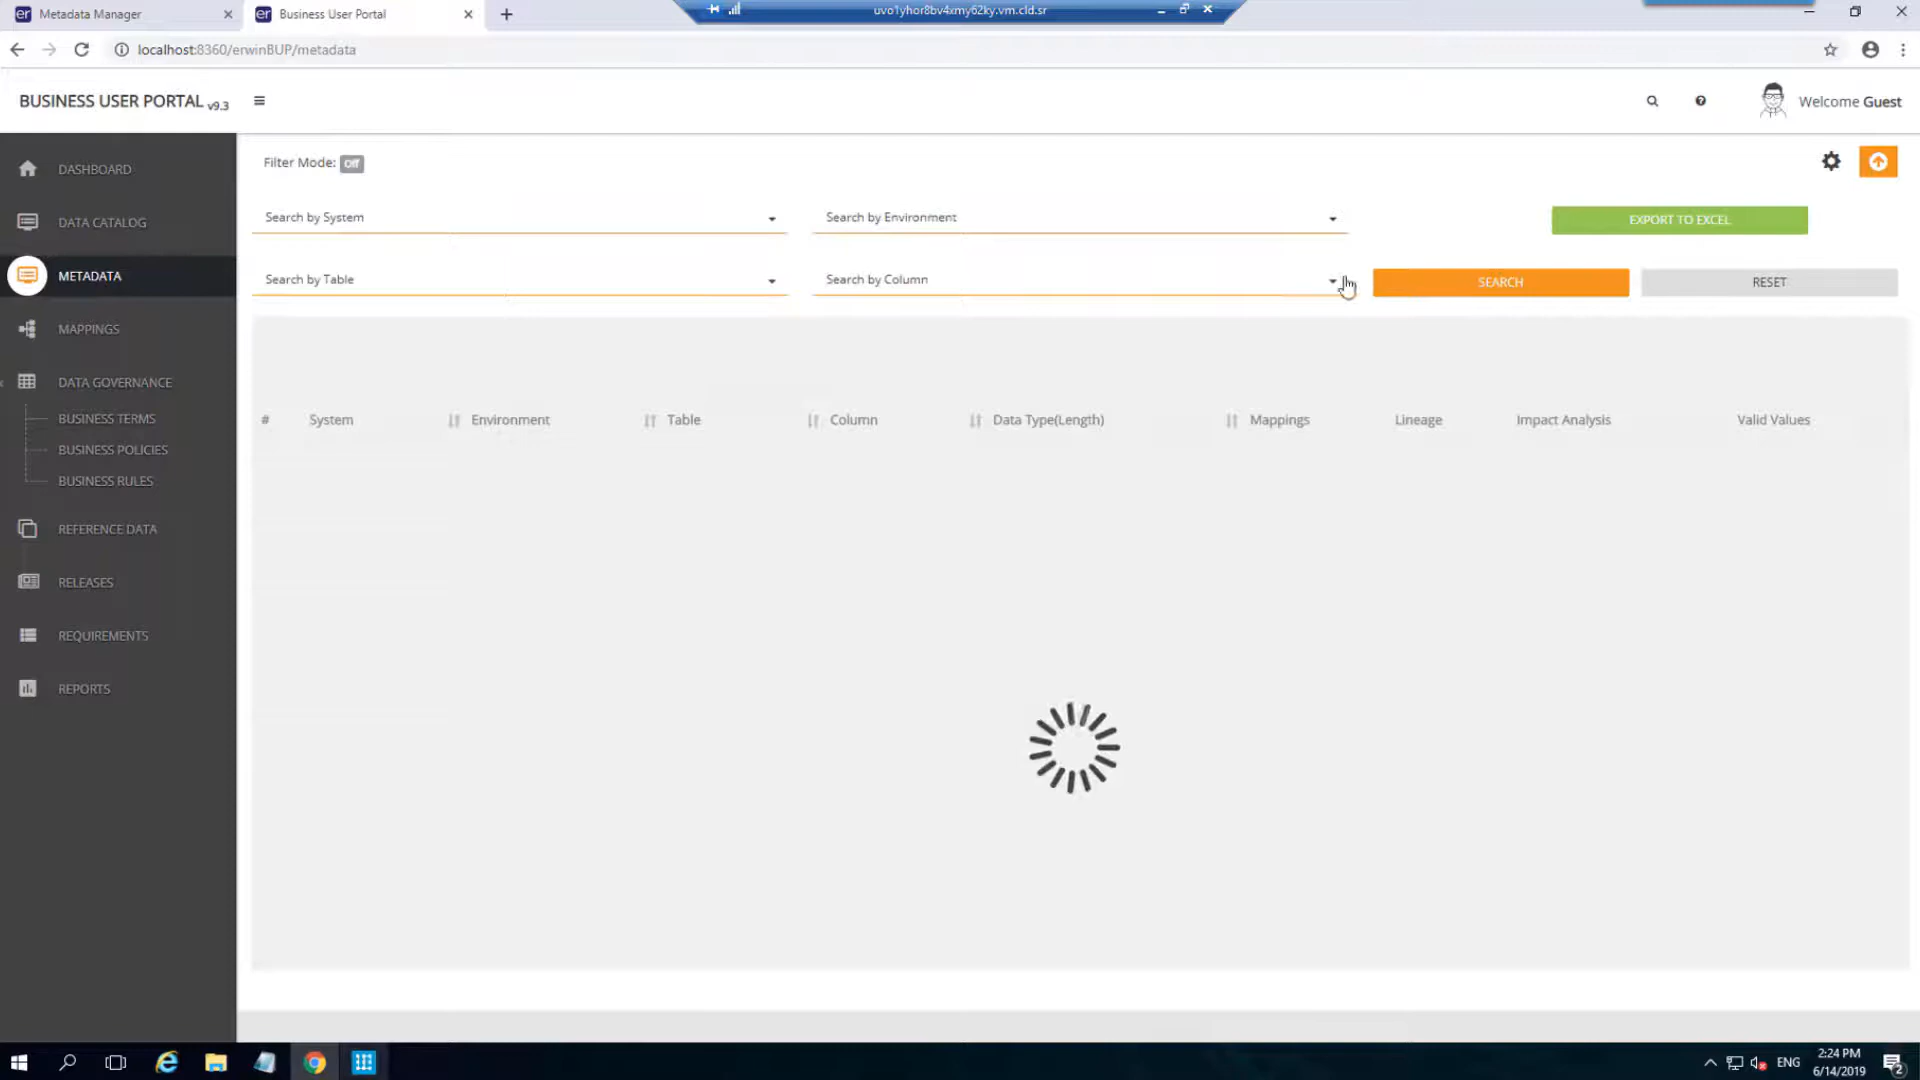 er Metadata Manager
er Business User Portal
uvo1yhor8bv4xmy62ky.vm.cld.sr
localhost:8360/erwinBUP/metadata
BUSINESS USER PORTAL v9.3
Welcome Guest
DASHBOARD
DATA CATALOG
METADATA
MAPPINGS
DATA GOVERNANCE
BUSINESS TERMS
BUSINESS POLICIES
BUSINESS RULES
REFERENCE DATA
RELEASES
REQUIREMENTS
REPORTS
Filter Mode: Off
Search by System
Search by Environment
EXPORT TO EXCEL
Search by Table
Search by Column
SEARCH
RESET
# System Environment Table Column Data Type(Length) Mappings Lineage Impact Analysis Valid Values
ENG
2:24 PM
6/14/2019
2